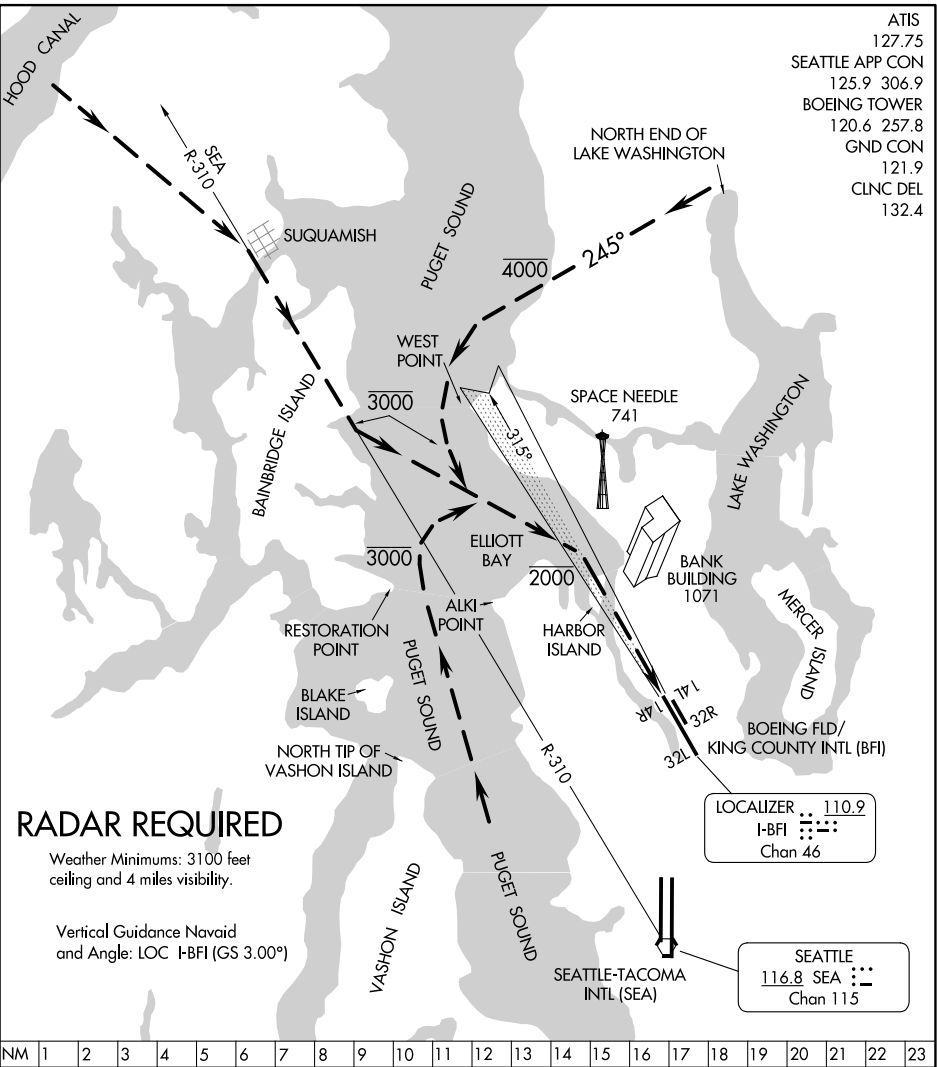 ATIS
127.75
SEATTLE APP CON
125.9 306.9
BOEING TOWER
120.6 257.8
GND CON
121.9
CLNC DEL
132.4
HOOD CANAL
SEA
R-310
NORTH END OF
LAKE WASHINGTON
SUQUAMISH
PUGET SOUND
245°
4000
WEST
POINT
BAINBRIDGE ISLAND
3000
315°
SPACE NEEDLE
741
LAKE WASHINGTON
3000
ELLIOTT
BAY
2000
BANK
BUILDING
1071
RESTORATION
POINT
ALKI
POINT
HARBOR
ISLAND
MERCER
ISLAND
PUGET SOUND
BLAKE
ISLAND
14R
14L
32R
32L
BOEING FLD/
KING COUNTY INTL (BFI)
NORTH TIP OF
VASHON ISLAND
R-310
LOCALIZER 110.9
I-BFI
Chan 46
RADAR REQUIRED
Weather Minimums: 3100 feet
ceiling and 4 miles visibility.
Vertical Guidance Navaid
and Angle: LOC I-BFI (GS 3.00°)
VASHON ISLAND
PUGET SOUND
SEATTLE-TACOMA
INTL (SEA)
SEATTLE
116.8 SEA
Chan 115
NM 1 2 3 4 5 6 7 8 9 10 11 12 13 14 15 16 17 18 19 20 21 22 23